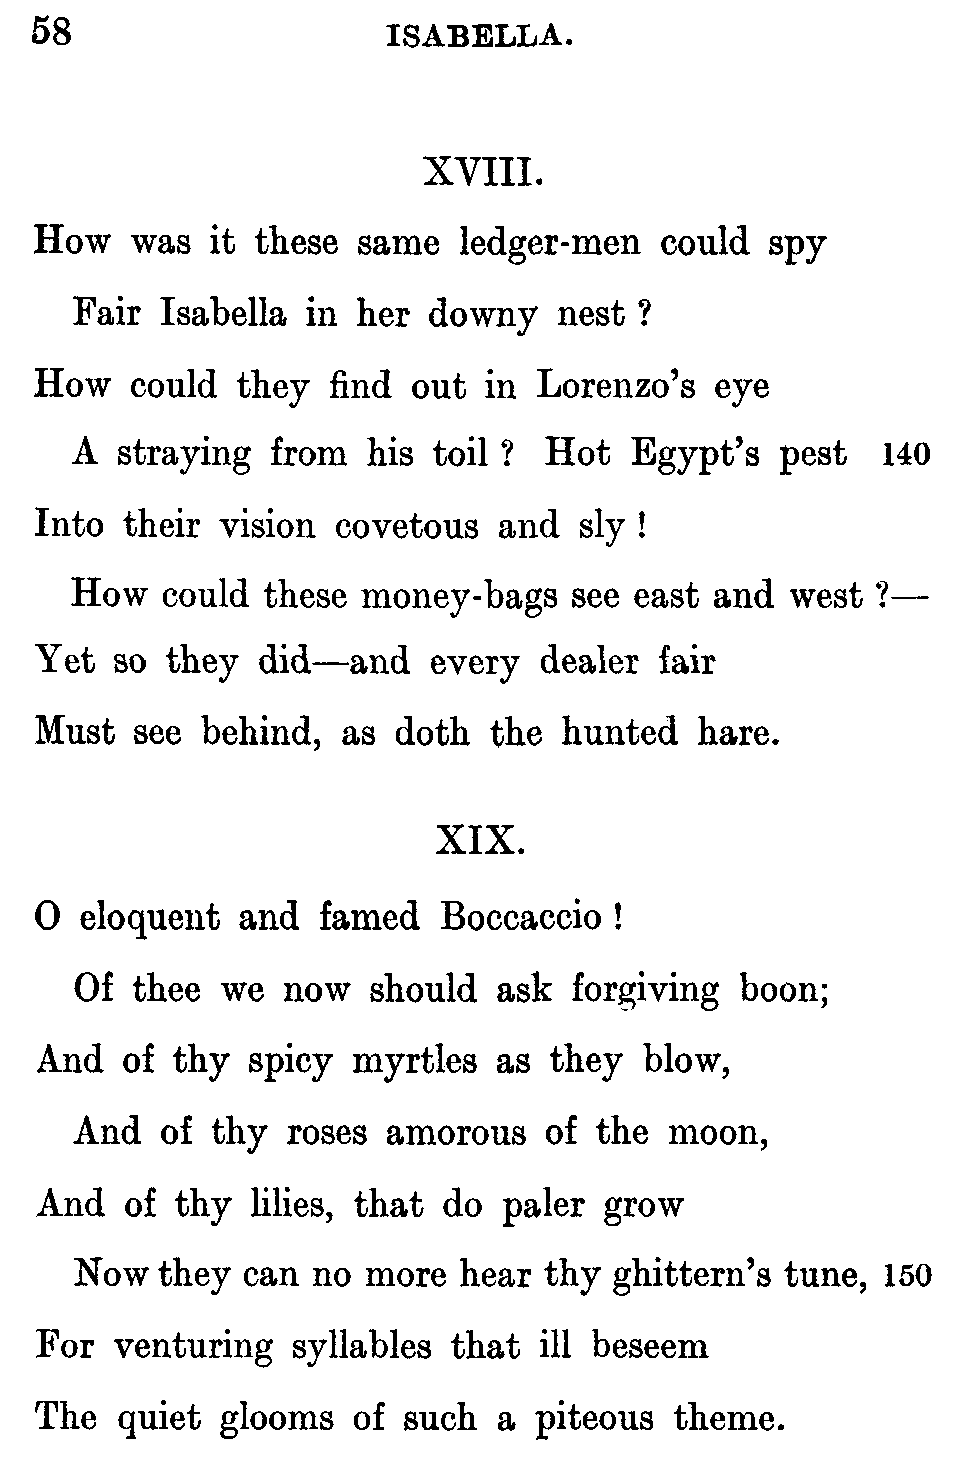 58 ISABELLA.
XVIII.
How was it these same ledger-men could spy
Fair Isabella in her downy nest ?
How could they find out in Lorenzo's eye
A straying from his toil ? Hot Egypt's pest 140
Into their vision covetous and sly !
How could these money-bags see east and west ?—
Yet so they did—and every dealer fair
Must see behind, as doth the hunted hare.
XIX.
O eloquent and famed Boccaccio !
Of thee we now should ask forgiving boon;
And of thy spicy myrtles as they blow,
And of thy roses amorous of the moon,
And of thy lilies, that do paler grow
Now they can no more hear thy ghittern's tune, 150
For venturing syllables that ill beseem
The quiet glooms of such a piteous theme.